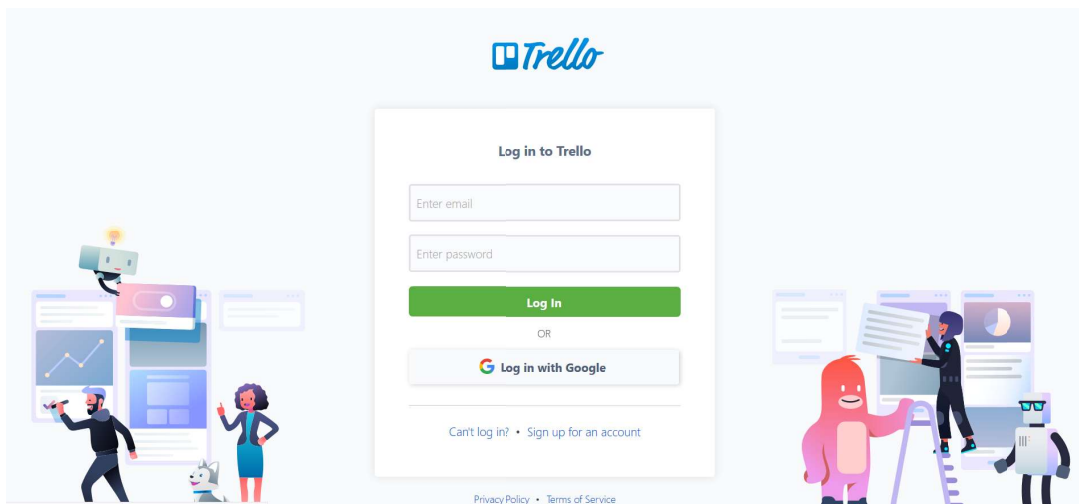 Trello
Log in to Trello
Enter email
Enter password
Log In
OR
Log in with Google
Can't log in? • Sign up for an account
Privacy Policy • Terms of Service